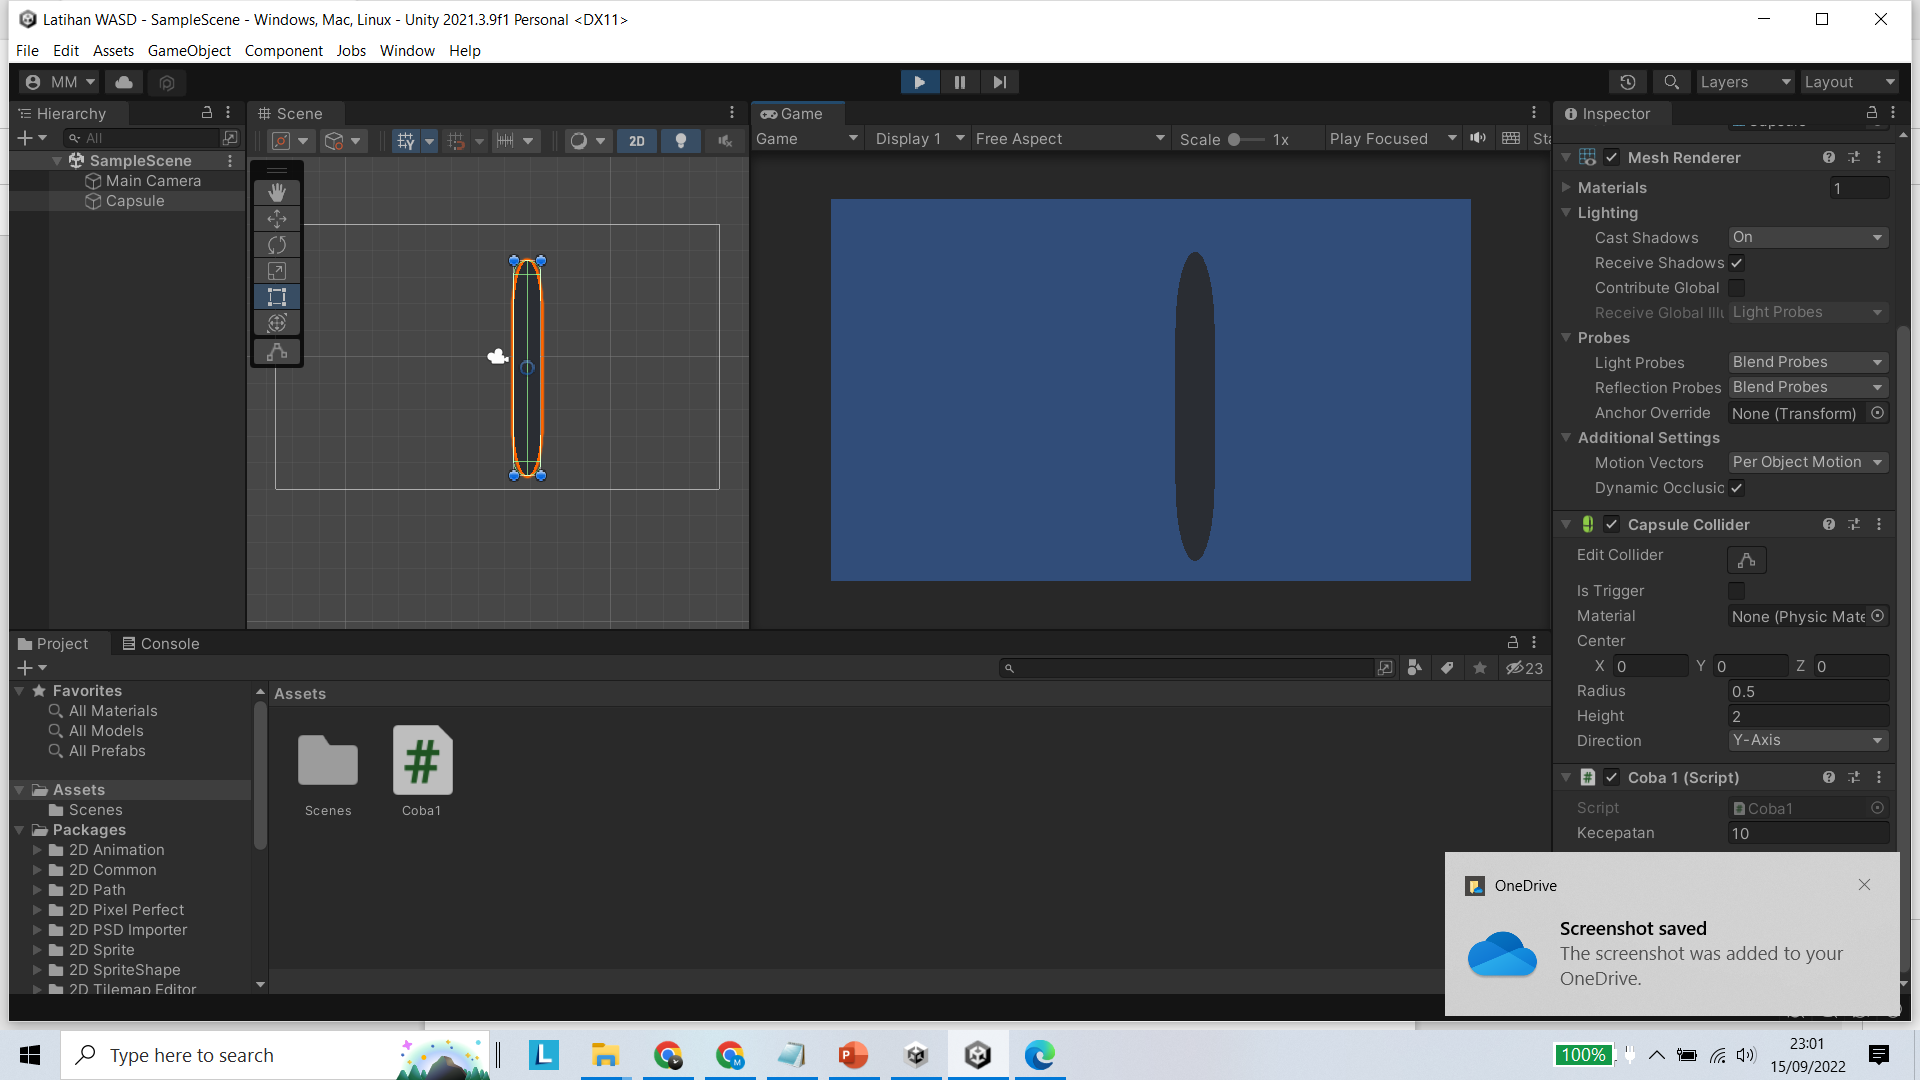 Latihan WASD - SampleScene - Windows, Mac, Linux - Unity 2021.3.9f1 Personal <DX11>
File Edit Assets GameObject Component Jobs Window Help
MM
Layers Layout
Hierarchy
All
SampleScene
Main Camera
Capsule
Scene
2D
Game
Game Display 1 Free Aspect Scale 1x Play Focused Sta
Inspector
Mesh Renderer
Materials 1
Lighting
Cast Shadows On
Receive Shadows
Contribute Global
Receive Global Illu Light Probes
Probes
Light Probes Blend Probes
Reflection Probes Blend Probes
Anchor Override None (Transform)
Additional Settings
Motion Vectors Per Object Motion
Dynamic Occlusic
Capsule Collider
Edit Collider
Is Trigger
Material None (Physic Mate
Center
X 0 Y 0 Z 0
Radius 0.5
Height 2
Direction Y-Axis
Coba 1 (Script)
Script Coba1
Kecepatan 10
Project Console
23
Favorites
All Materials
All Models
All Prefabs
Assets
Scenes
Packages
2D Animation
2D Common
2D Path
2D Pixel Perfect
2D PSD Importer
2D Sprite
2D SpriteShape
2D Tilemap Editor
Assets
Scenes
Coba1
OneDrive
Screenshot saved
The screenshot was added to your
OneDrive.
Type here to search
100%
23:01
15/09/2022